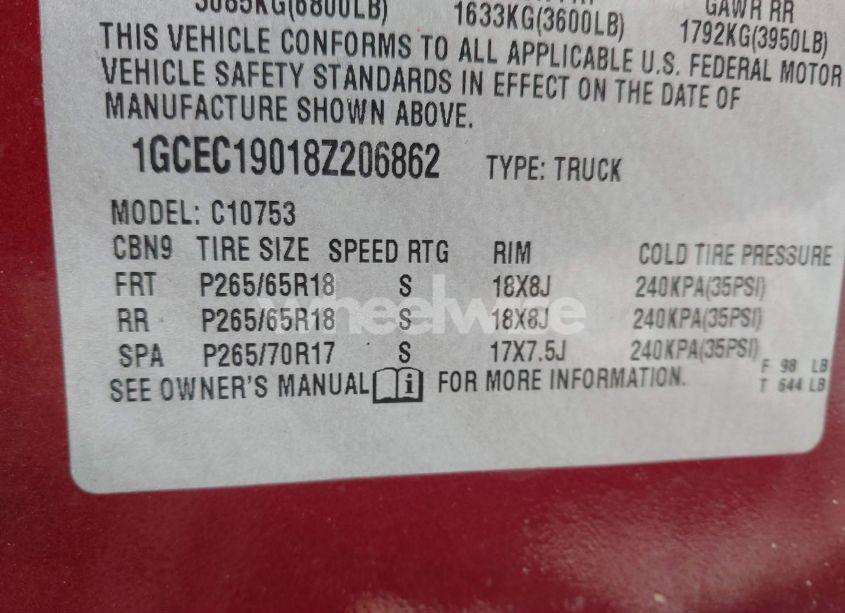 3085KG(6800LB) 1633KG(3600LB) GAWR RR
1792KG(3950LB)
THIS VEHICLE CONFORMS TO ALL APPLICABLE U.S. FEDERAL MOTOR
VEHICLE SAFETY STANDARDS IN EFFECT ON THE DATE OF
MANUFACTURE SHOWN ABOVE.
1GCEC19018Z206862 TYPE: TRUCK
MODEL: C10753
CBN9 TIRE SIZE SPEED RTG RIM COLD TIRE PRESSURE
FRT P265/65R18 S 18X8J 240KPA(35PSI)
wheelwire
RR P265/65R18 S 18X8J 240KPA(35PSI)
SPA P265/70R17 S 17X7.5J 240KPA(35PSI)
F 98 LB
SEE OWNER'S MANUAL i FOR MORE INFORMATION.
T 644 LB